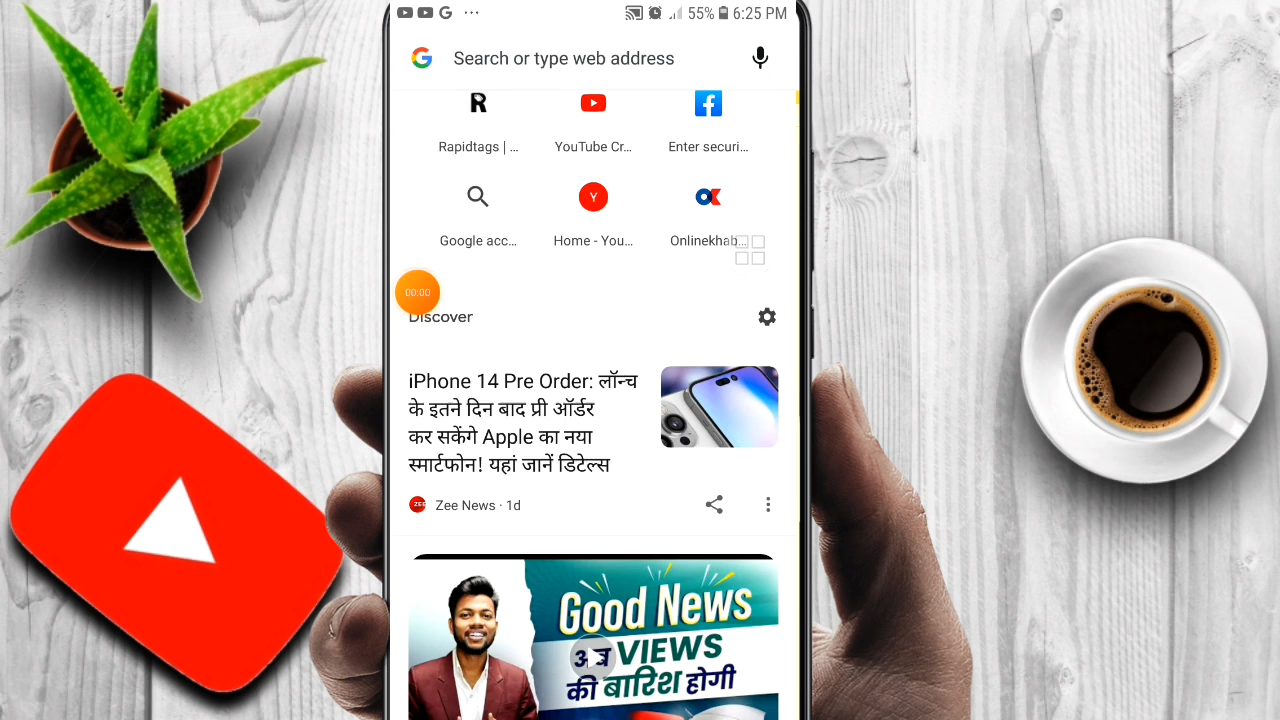 55% 6:25 PM
Search or type web address
Rapidtags | ...
YouTube Cr...
Enter securi...
Google acc...
Home - You...
Onlinekhab...
Y
00:00
Discover
iPhone 14 Pre Order: लॉन्च
के इतने दिन बाद प्री ऑर्डर
कर सकेंगे Apple का नया
स्मार्टफोन! यहां जानें डिटेल्स
ZEE
Zee News · 1d
Good News
अब VIEWS
की बारिश होगी